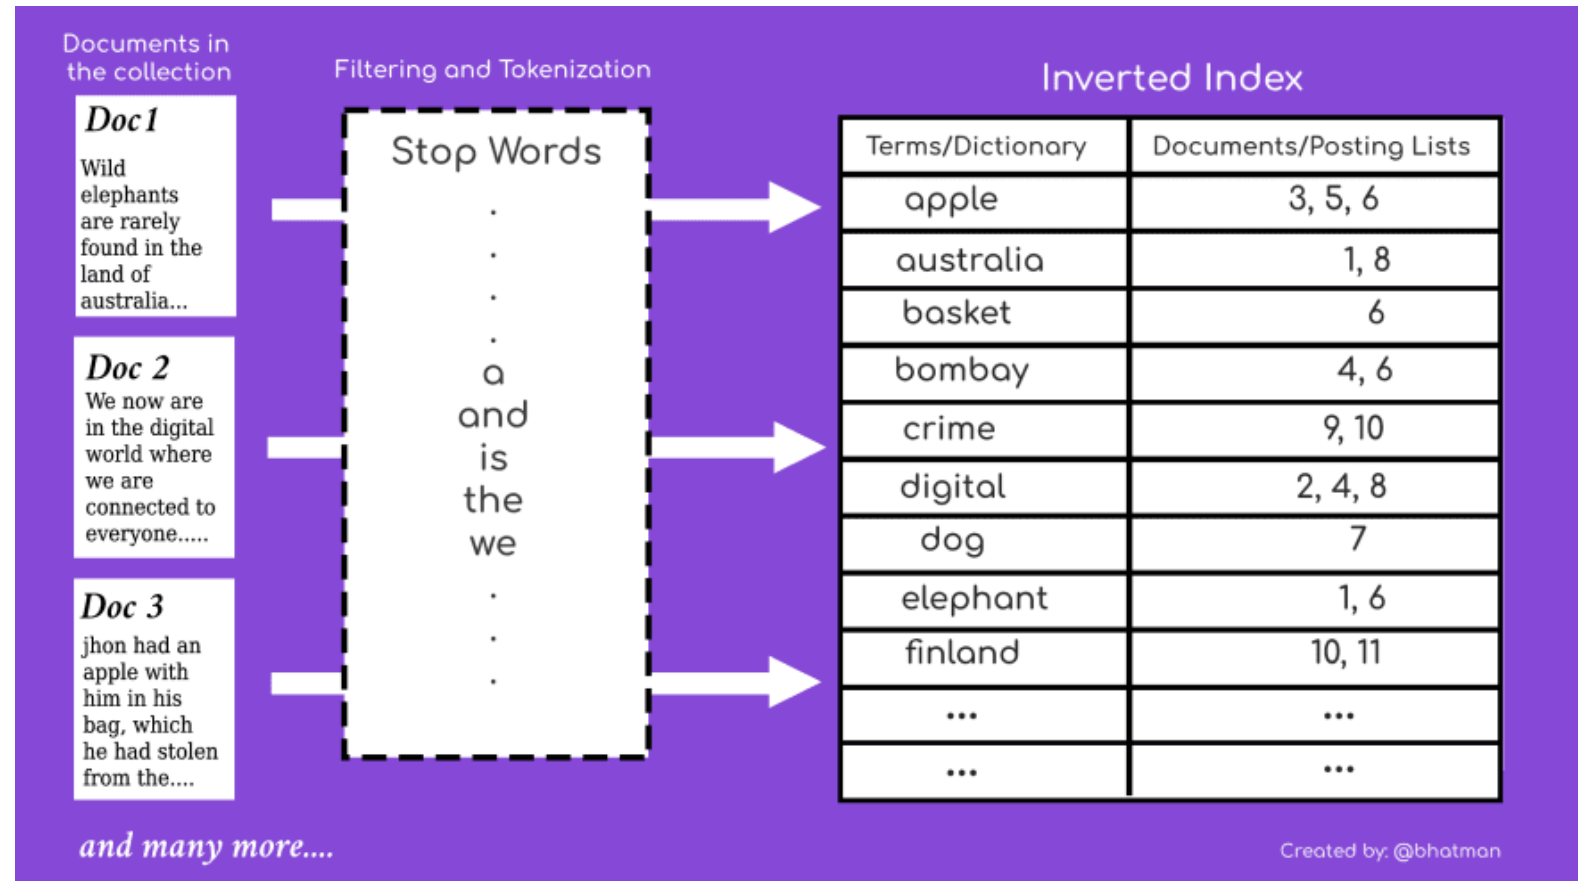 Documents in
the collection
Doc1
Wild
elephants
are rarely
found in the
land of
australia...
Doc 2
We now are
in the digital
world where
we are
connected to
everyone.....
Doc 3
jhon had an
apple with
him in his
bag, which
he had stolen
from the....
and many more....
Filtering and Tokenization
Stop Words
.
.
.
.
a
and
is
the
we
.
.
.
Inverted Index
Terms/Dictionary Documents/Posting Lists
apple 3, 5, 6
australia 1, 8
basket 6
bombay 4, 6
crime 9, 10
digital 2, 4, 8
dog 7
elephant 1, 6
finland 10, 11
... ...
... ...
Created by: @bhatman